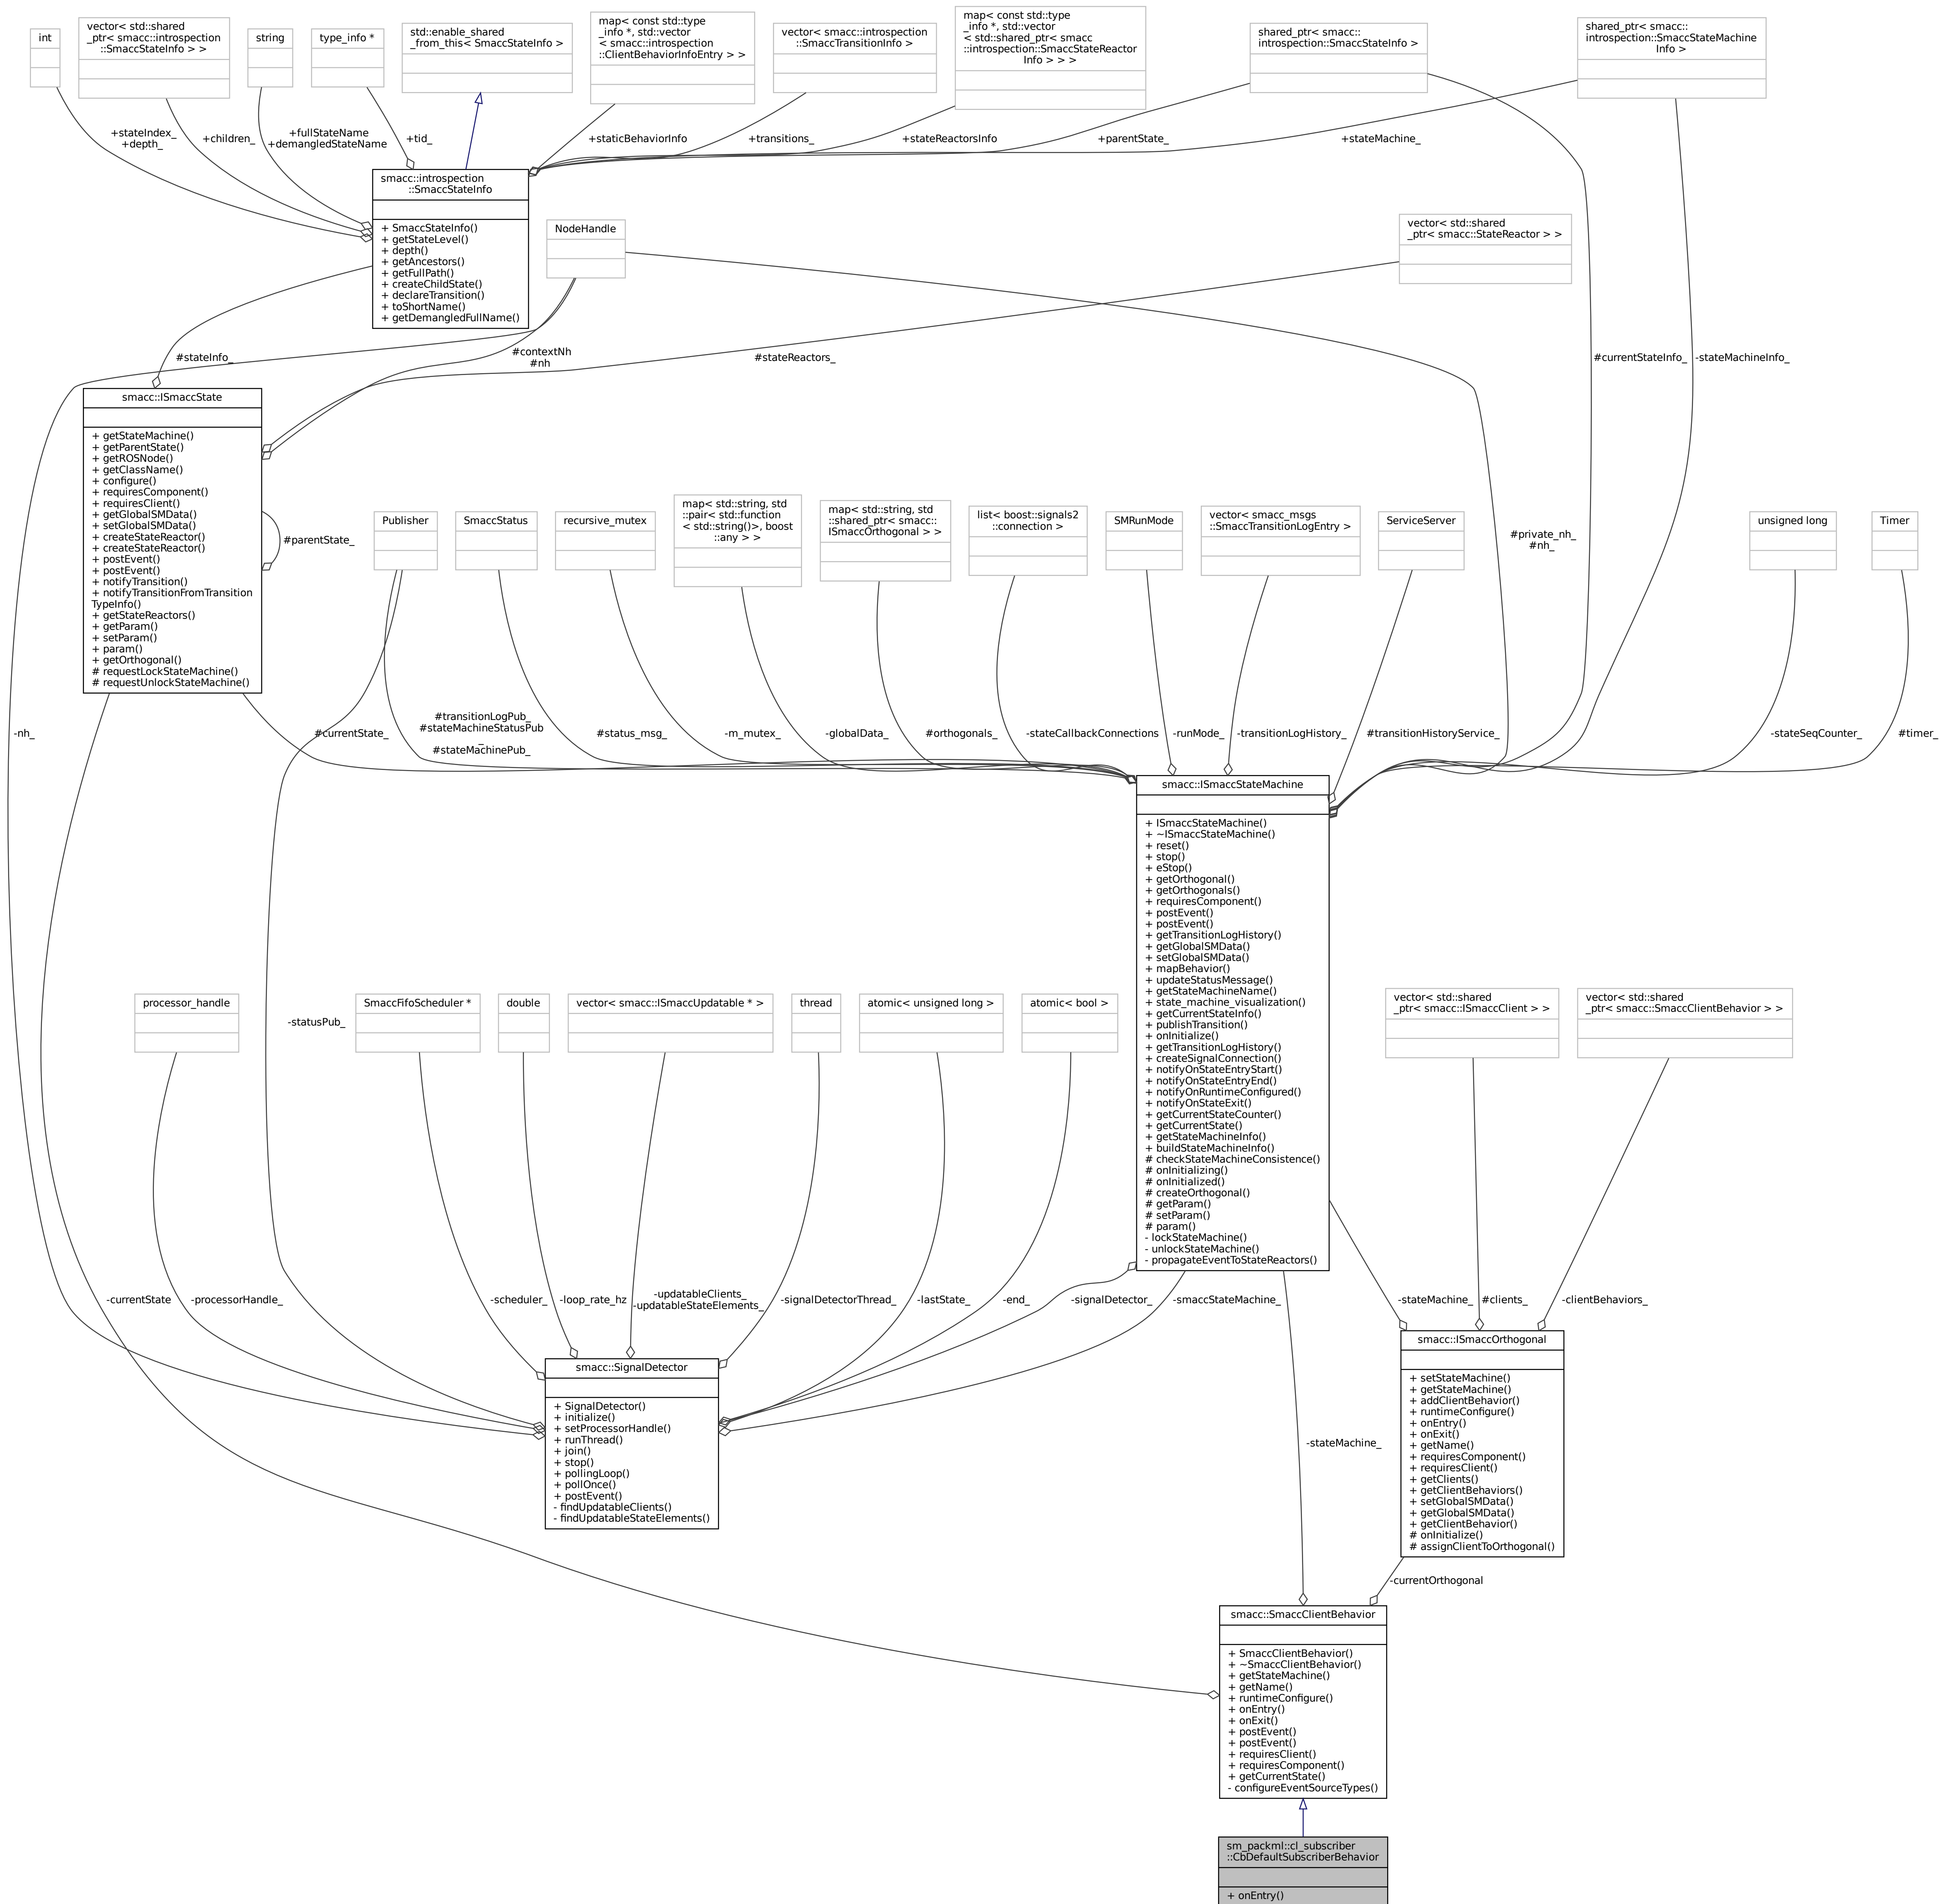 int
vector< std::shared
_ptr< smacc::introspection
::SmaccStateInfo > >
string
type_info *
std::enable_shared
_from_this< SmaccStateInfo >
map< const std::type
_info *, std::vector
< smacc::introspection
::ClientBehaviorInfoEntry > >
vector< smacc::introspection
::SmaccTransitionInfo >
map< const std::type
_info *, std::vector
< std::shared_ptr< smacc
::introspection::SmaccStateReactor
Info > > >
shared_ptr< smacc::
introspection::SmaccStateInfo >
shared_ptr< smacc::
introspection::SmaccStateMachine
Info >
+stateIndex_
+depth_
+children_
+fullStateName
+demangledStateName
+tid_
+staticBehaviorInfo
+transitions_
+stateReactorsInfo
+parentState_
+stateMachine_
smacc::introspection
::SmaccStateInfo
+ SmaccStateInfo()
+ getStateLevel()
+ depth()
+ getAncestors()
+ getFullPath()
+ createChildState()
+ declareTransition()
+ toShortName()
+ getDemangledFullName()
NodeHandle
vector< std::shared
_ptr< smacc::StateReactor > >
#stateInfo_
#contextNh
#nh
#stateReactors_
#currentStateInfo_
-stateMachineInfo_
smacc::ISmaccState
+ getStateMachine()
+ getParentState()
+ getROSNode()
+ getClassName()
+ configure()
+ requiresComponent()
+ requiresClient()
+ getGlobalSMData()
+ setGlobalSMData()
+ createStateReactor()
+ createStateReactor()
+ postEvent()
+ postEvent()
+ notifyTransition()
+ notifyTransitionFromTransition
TypeInfo()
+ getStateReactors()
+ getParam()
+ setParam()
+ param()
+ getOrthogonal()
# requestLockStateMachine()
# requestUnlockStateMachine()
#parentState_
Publisher
SmaccStatus
recursive_mutex
map< std::string, std
::pair< std::function
< std::string()>, boost
::any > >
map< std::string, std
::shared_ptr< smacc::
ISmaccOrthogonal > >
list< boost::signals2
::connection >
SMRunMode
vector< smacc_msgs
::SmaccTransitionLogEntry >
ServiceServer
#private_nh_
#nh_
unsigned long
Timer
-nh_
#currentState_
#transitionLogPub_
#stateMachineStatusPub
_
#stateMachinePub_
#status_msg_
-m_mutex_
-globalData_
#orthogonals_
-stateCallbackConnections
-runMode_
-transitionLogHistory_
#transitionHistoryService_
-stateSeqCounter_
#timer_
smacc::ISmaccStateMachine
+ ISmaccStateMachine()
+ ~ISmaccStateMachine()
+ reset()
+ stop()
+ eStop()
+ getOrthogonal()
+ getOrthogonals()
+ requiresComponent()
+ postEvent()
+ postEvent()
+ getTransitionLogHistory()
+ getGlobalSMData()
+ setGlobalSMData()
+ mapBehavior()
+ updateStatusMessage()
+ getStateMachineName()
+ state_machine_visualization()
+ getCurrentStateInfo()
+ publishTransition()
+ onInitialize()
+ getTransitionLogHistory()
+ createSignalConnection()
+ notifyOnStateEntryStart()
+ notifyOnStateEntryEnd()
+ notifyOnRuntimeConfigured()
+ notifyOnStateExit()
+ getCurrentStateCounter()
+ getCurrentState()
+ getStateMachineInfo()
+ buildStateMachineInfo()
# checkStateMachineConsistence()
# onInitializing()
# onInitialized()
# createOrthogonal()
# getParam()
# setParam()
# param()
- lockStateMachine()
- unlockStateMachine()
- propagateEventToStateReactors()
processor_handle
-statusPub_
SmaccFifoScheduler *
double
vector< smacc::ISmaccUpdatable * >
thread
atomic< unsigned long >
atomic< bool >
vector< std::shared
_ptr< smacc::ISmaccClient > >
vector< std::shared
_ptr< smacc::SmaccClientBehavior > >
-currentState
-processorHandle_
-scheduler_
-loop_rate_hz
-updatableClients_
-updatableStateElements_
-signalDetectorThread_
-lastState_
-end_
-signalDetector_
-smaccStateMachine_
-stateMachine_
#clients_
-clientBehaviors_
smacc::SignalDetector
+ SignalDetector()
+ initialize()
+ setProcessorHandle()
+ runThread()
+ join()
+ stop()
+ pollingLoop()
+ pollOnce()
+ postEvent()
- findUpdatableClients()
- findUpdatableStateElements()
-stateMachine_
smacc::ISmaccOrthogonal
+ setStateMachine()
+ getStateMachine()
+ addClientBehavior()
+ runtimeConfigure()
+ onEntry()
+ onExit()
+ getName()
+ requiresComponent()
+ requiresClient()
+ getClients()
+ getClientBehaviors()
+ setGlobalSMData()
+ getGlobalSMData()
+ getClientBehavior()
# onInitialize()
# assignClientToOrthogonal()
-currentOrthogonal
smacc::SmaccClientBehavior
+ SmaccClientBehavior()
+ ~SmaccClientBehavior()
+ getStateMachine()
+ getName()
+ runtimeConfigure()
+ onEntry()
+ onExit()
+ postEvent()
+ postEvent()
+ requiresClient()
+ requiresComponent()
+ getCurrentState()
- configureEventSourceTypes()
sm_packml::cl_subscriber
::CbDefaultSubscriberBehavior
+ onEntry()